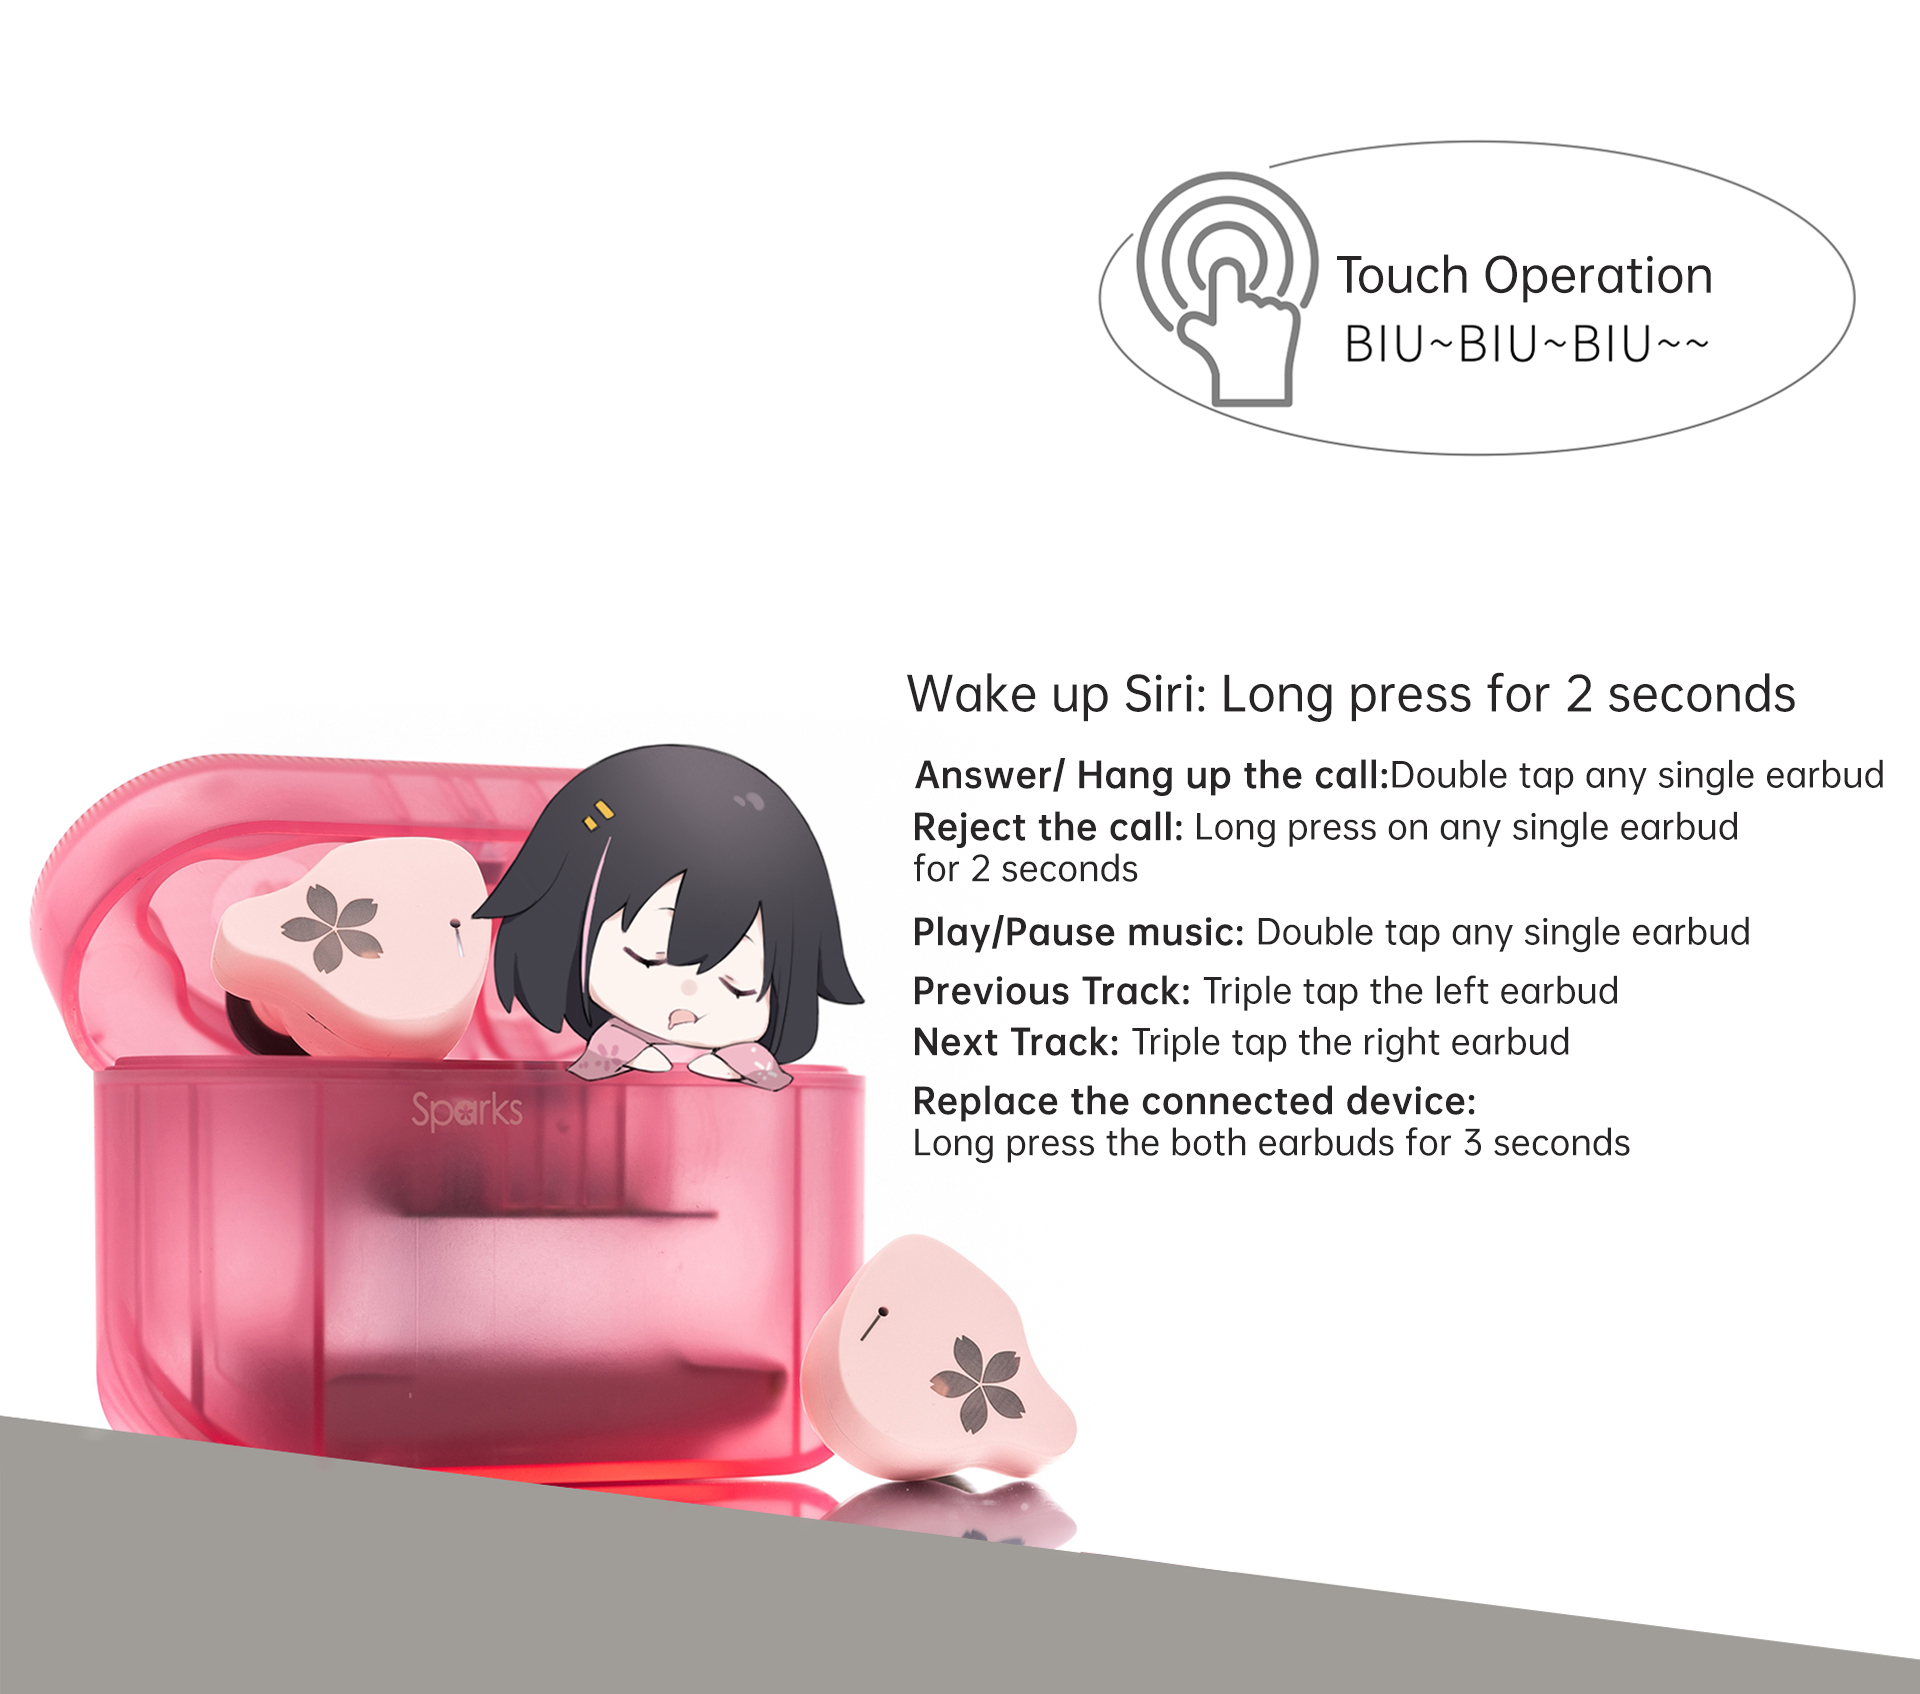 Touch Operation
BIU~BIU~BIU~~
Wake up Siri: Long press for 2 seconds
Answer/ Hang up the call:Double tap any single earbud
Reject the call: Long press on any single earbud
for 2 seconds
Play/Pause music: Double tap any single earbud
Previous Track: Triple tap the left earbud
Next Track: Triple tap the right earbud
Replace the connected device:
Long press the both earbuds for 3 seconds
Sparks